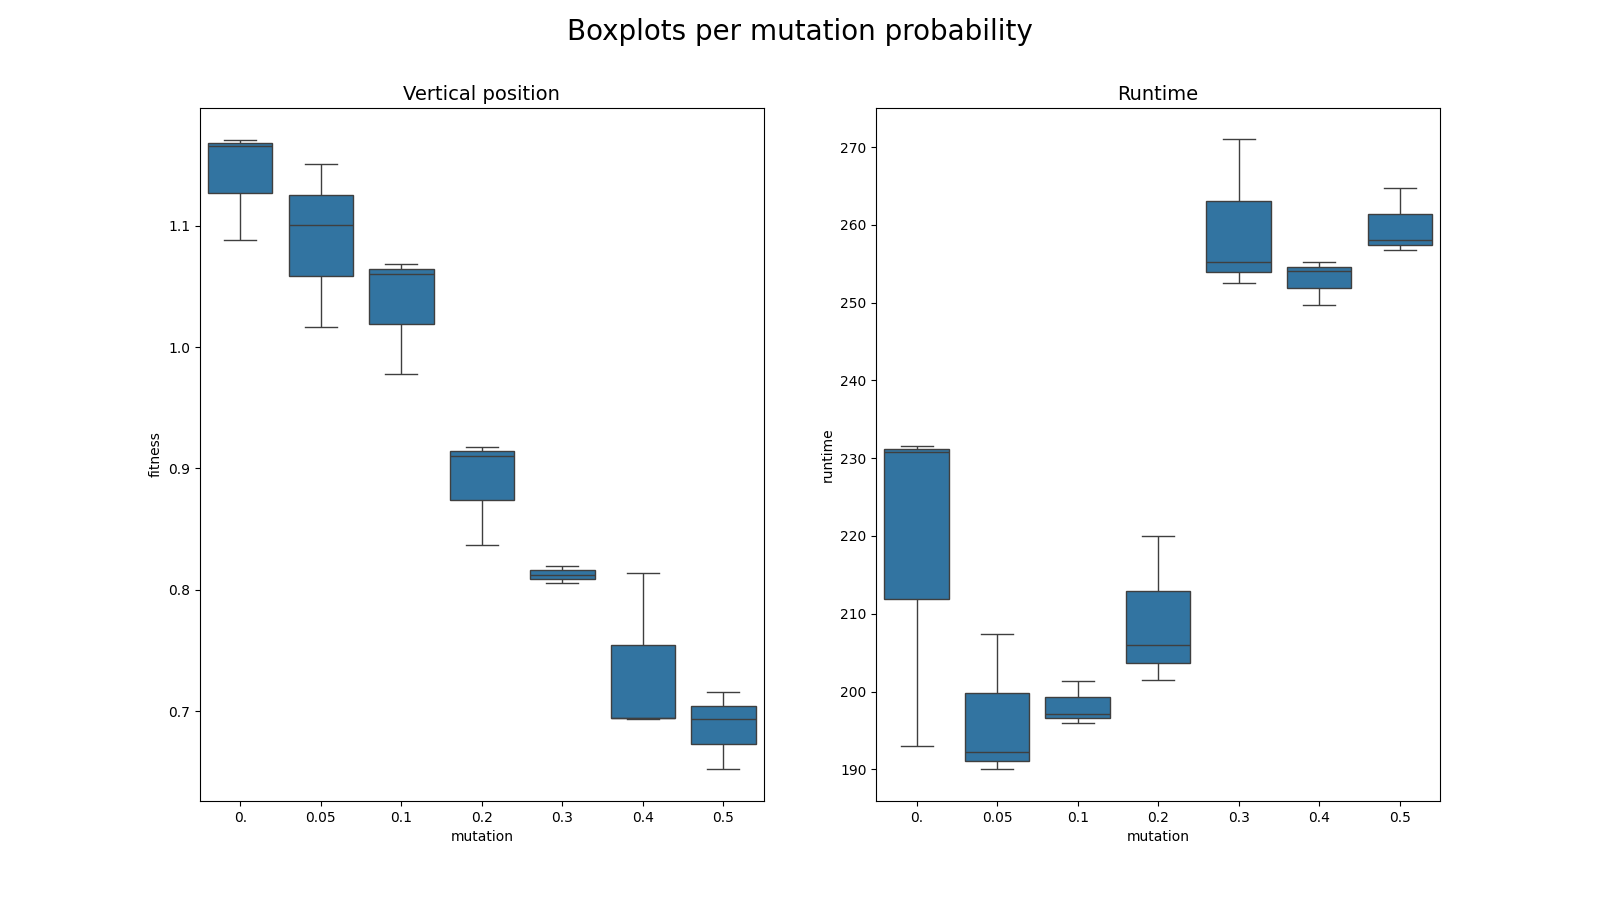 Boxplots per mutation probability
Vertical position
fitness
1.1
1.0
0.9
0.8
0.7
0. 0.05 0.1 0.2 0.3 0.4 0.5
mutation
Runtime
runtime
270
260
250
240
230
220
210
200
190
0. 0.05 0.1 0.2 0.3 0.4 0.5
mutation